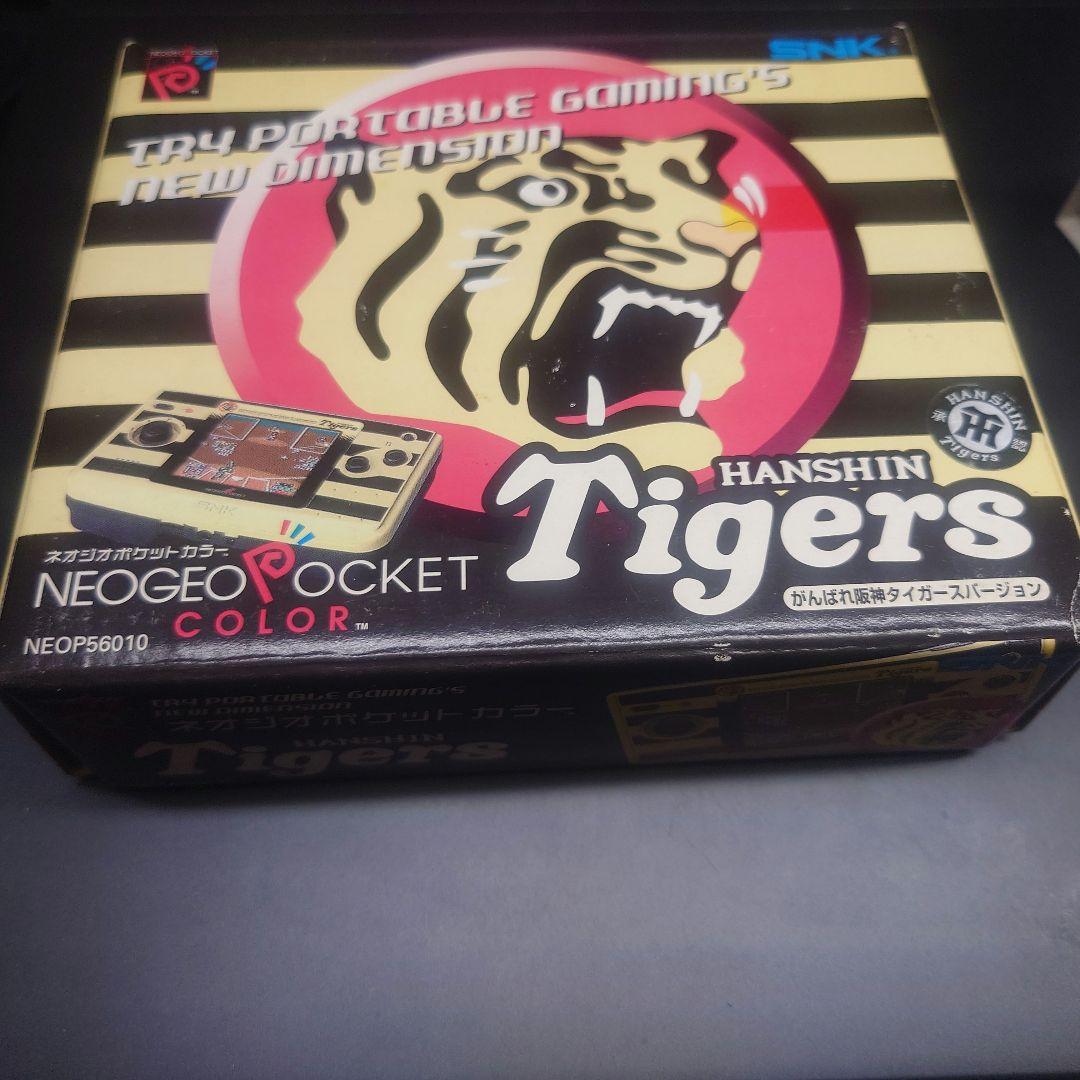 SNK
TRY PORTABLE GAMING'S
NEW DIMENSION
HANSHIN
Tigers
Tigers
SNK
HANSHIN
Tigers
がんばれ阪神タイガースバージョン
ネオジオポケットカラー
NEOGEO POCKET
COLOR™
NEOP56010
TRY PORTABLE GAMING'S
NEW DIMENSION
ネオジオポケットカラー
HANSHIN
Tigers